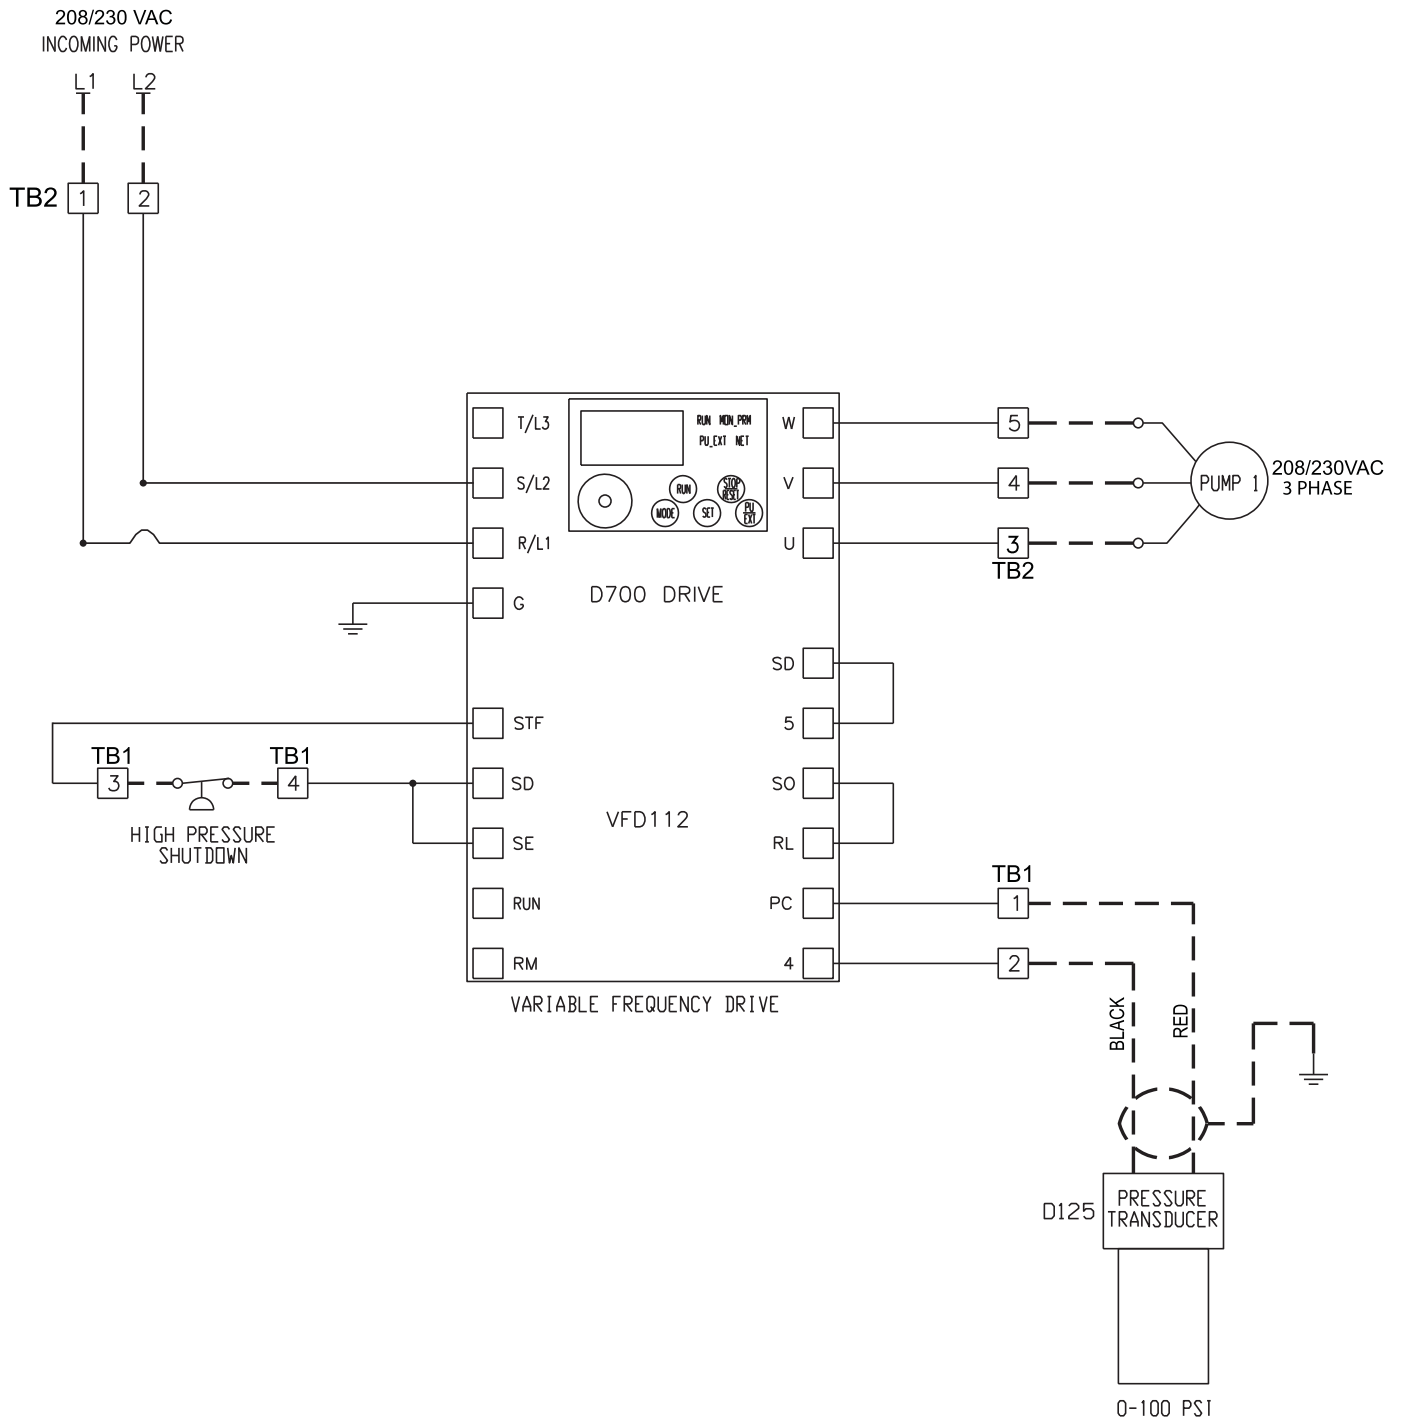 208/230 VAC
INCOMING POWER
L1 L2
TB2 1 2
T/L3
S/L2
R/L1
G
STF
SD
SE
RUN
RM
RUN MON_PRM
PU_EXT NET
RUN
STOP
RESET
MODE
SET
PU
EXT
D700 DRIVE
VFD112
W
V
U
SD
5
SO
RL
PC
4
VARIABLE FREQUENCY DRIVE
5
4
3
TB2
PUMP 1
208/230VAC
3 PHASE
TB1
3
TB1
4
HIGH PRESSURE
SHUTDOWN
TB1
1
2
BLACK
RED
D125
PRESSURE
TRANSDUCER
0-100 PSI